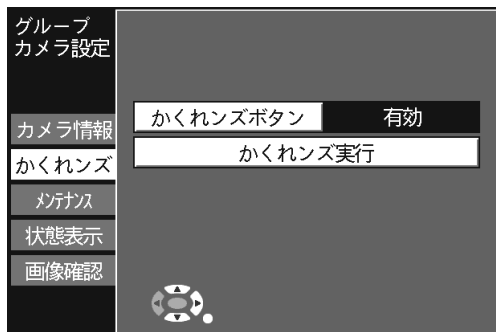 グループ
カメラ設定
カメラ情報
かくれンズ
ﾒﾝﾃﾅﾝｽ
状態表示
画像確認
かくれンズボタン 有効
かくれンズ実行